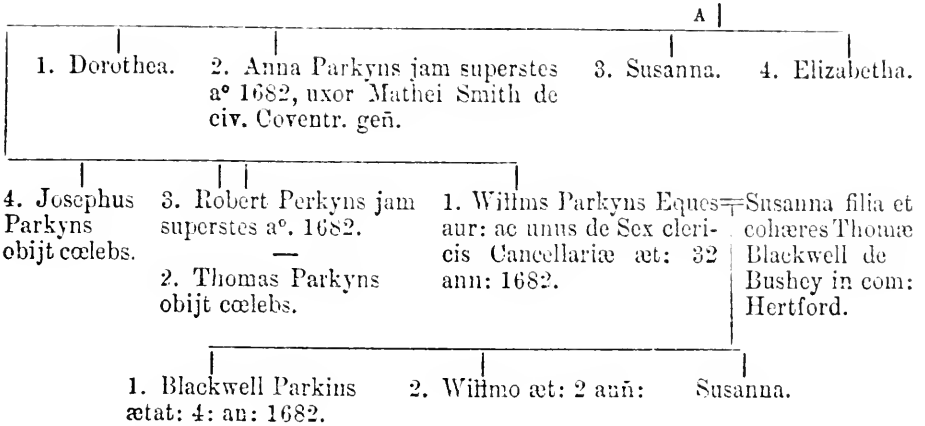 A
1. Dorothea.
2. Anna Parkyns jam superstes
aº 1682, uxor Mathei Smith de
civ. Coventr. geñ.
3. Susanna.
4. Elizabetha.
4. Josephus
Parkyns
obijt cœlebs.
3. Robert Perkyns jam
superstes aº. 1682.
—
2. Thomas Parkyns
obijt cœlebs.
1. Willms Parkyns Eques
aur: ac unus de Sex cleri-
cis Cancellariæ æt: 32
ann: 1682.
Susanna filia et
cohæres Thomæ
Blackwell de
Bushey in com:
Hertford.
1. Blackwell Parkins
ætat: 4: an: 1682.
2. Willmo æt: 2 auñ:
Susanna.